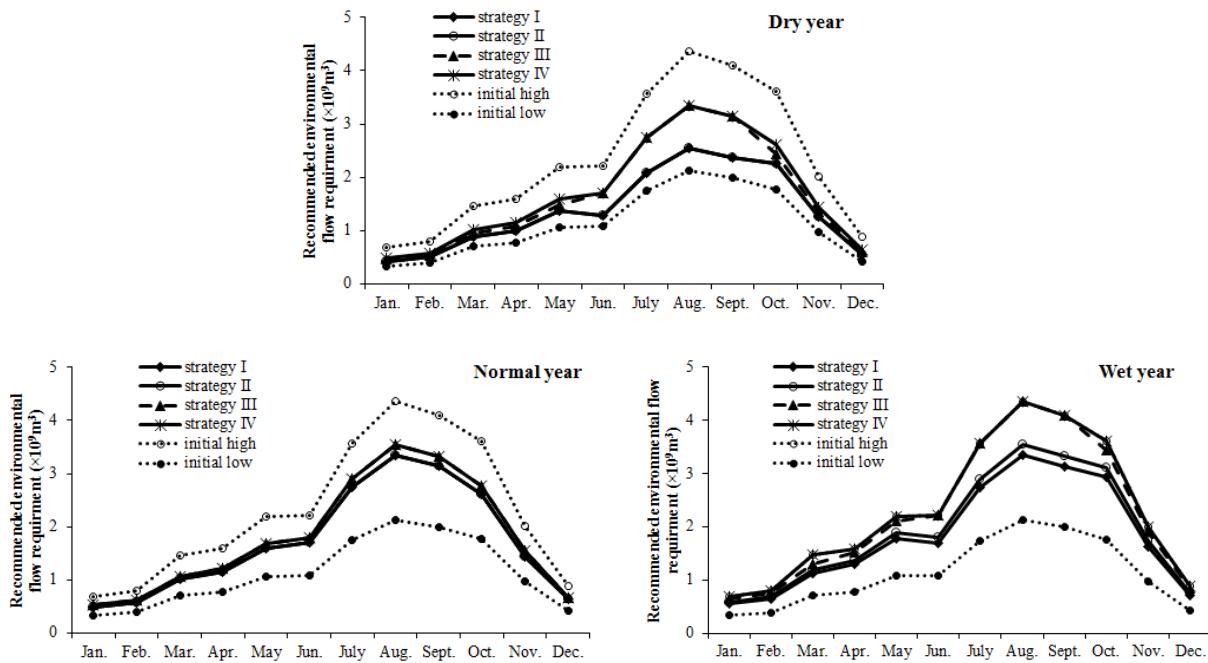 Dry year
Recommended environmental
flow requirment (×10⁹m³)
5
4
3
2
1
0
strategy I
strategy II
strategy III
strategy IV
initial high
initial low
Jan. Feb. Mar. Apr. May Jun. July Aug. Sept. Oct. Nov. Dec.
Normal year
Recommended environmental
flow requirment (×10⁹m³)
5
4
3
2
1
0
strategy I
strategy II
strategy III
strategy IV
initial high
initial low
Jan. Feb. Mar. Apr. May Jun. July Aug. Sept. Oct. Nov. Dec.
Wet year
Recommended environmental flow
requirment (×10⁹m³)
5
4
3
2
1
0
strategy I
strategy II
strategy III
strategy IV
initial high
initial low
Jan. Feb. Mar. Apr. May Jun. July Aug. Sept. Oct. Nov. Dec.